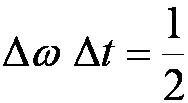 Δω Δt = 1/2